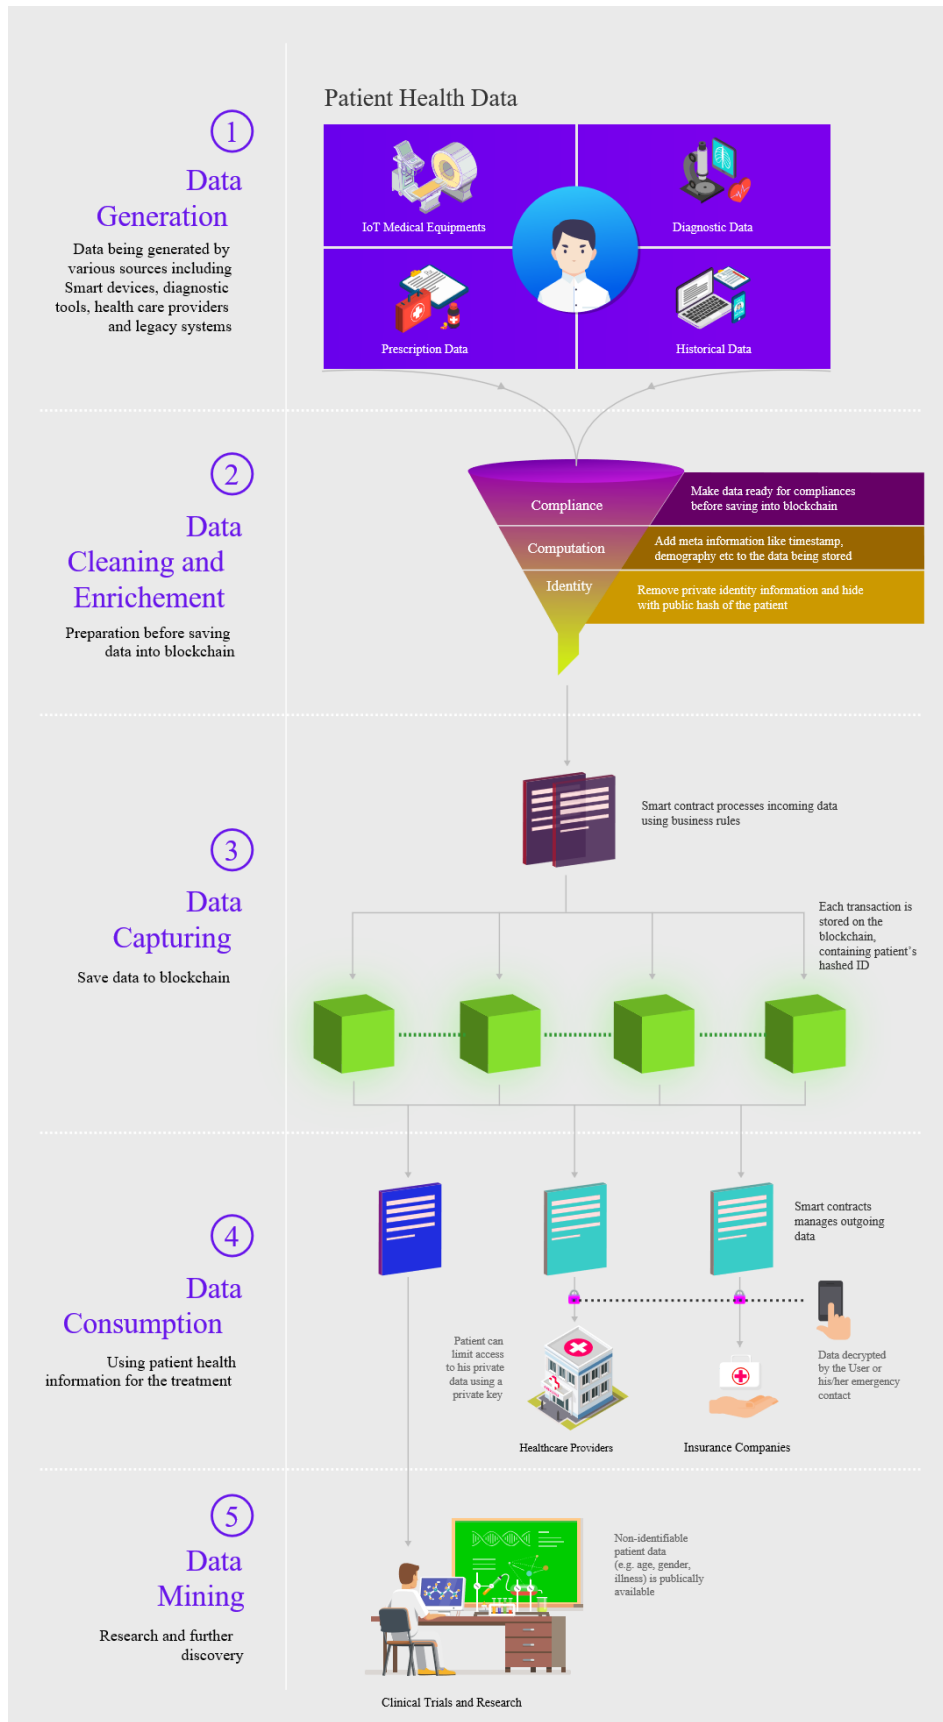 Patient Health Data
1
Data
Generation
Data being generated by
various sources including
Smart devices, diagnostic
tools, health care providers
and legacy systems
IoT Medical Equipments
Diagnostic Data
Prescription Data
Historical Data
2
Data
Cleaning and
Enrichement
Preparation before saving
data into blockchain
Compliance
Make data ready for compliances
before saving into blockchain
Computation
Add meta information like timestamp,
demography etc to the data being stored
Identity
Remove private identity information and hide
with public hash of the patient
3
Data
Capturing
Save data to blockchain
Smart contract processes incoming data
using business rules
Each transaction is
stored on the
blockchain,
containing patient's
hashed ID
4
Data
Consumption
Using patient health
information for the treatment
Smart contracts
manages outgoing
data
Patient can
limit access
to his private
data using a
private key
Data decrypted
by the User or
his/her emergency
contact
Healthcare Providers
Insurance Companies
5
Data
Mining
Research and further
discovery
Non-identifiable
patient data
(e.g. age, gender,
illness) is publically
available
Clinical Trials and Research